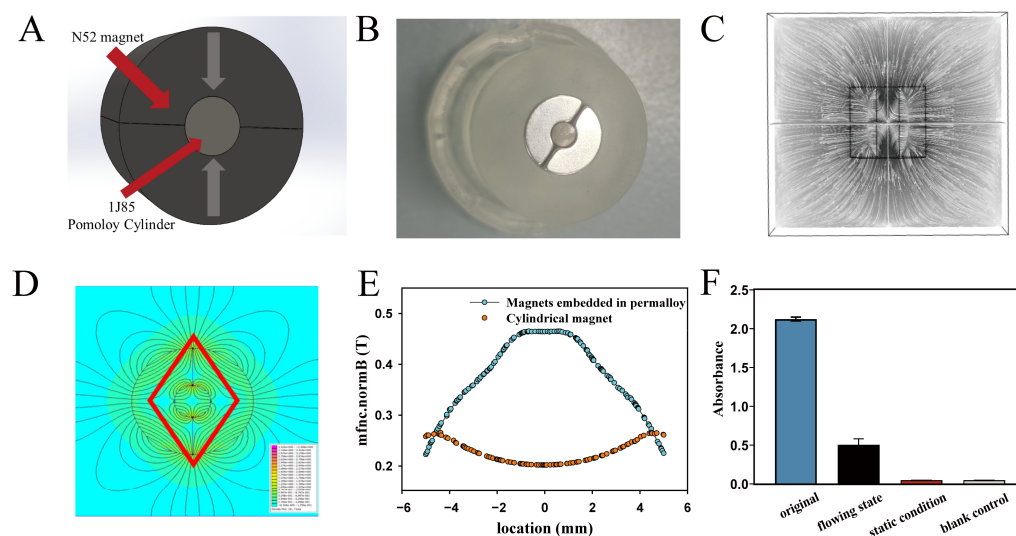 A
N52 magnet
1J85
Pomoloy Cylinder
B
C
D
E
Magnets embedded in permalloy
Cylindrical magnet
mfnc.normB (T)
0.5
0.4
0.3
0.2
−6
−4
−2
0
2
4
6
location (mm)
F
Absorbance
2.5
2.0
1.5
1.0
0.5
0.0
original
flowing state
static condition
blank control